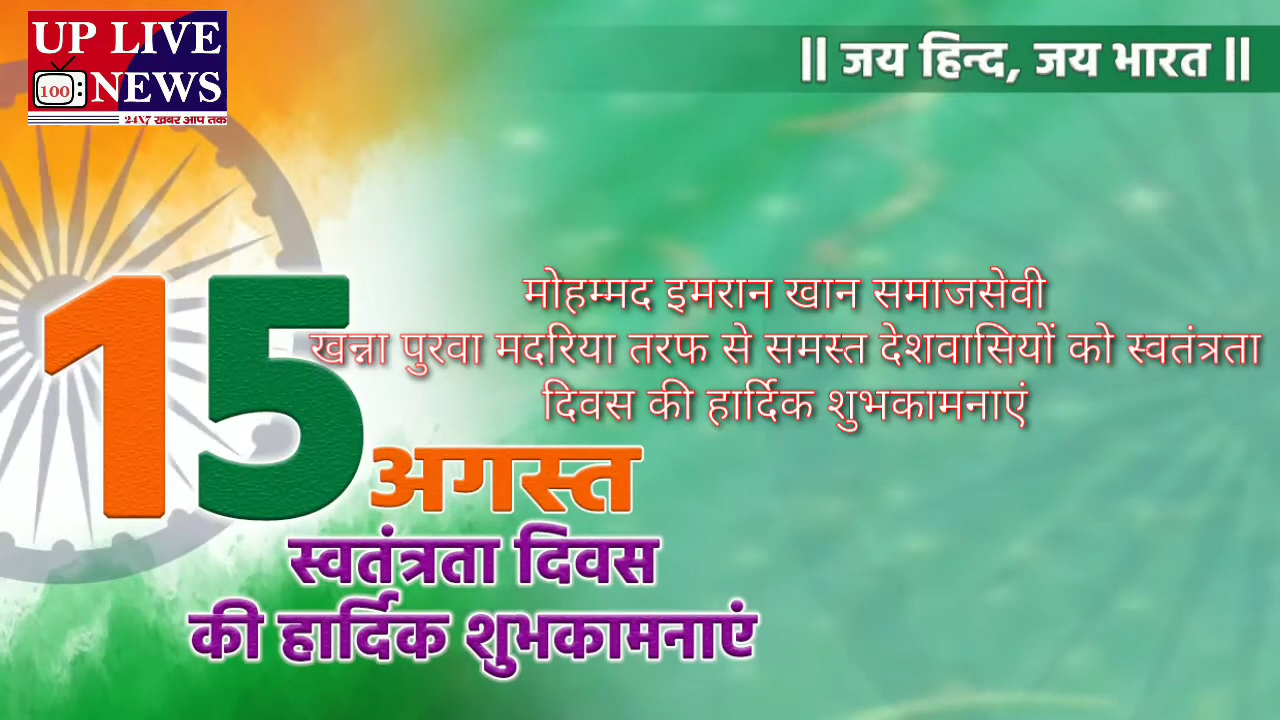 UP LIVE
100 NEWS
24X7 खबर आप तक
|| जय हिन्द, जय भारत ||
मोहम्मद इमरान खान समाजसेवी
खन्ना पुरवा मदरिया तरफ से समस्त देशवासियों को स्वतंत्रता
दिवस की हार्दिक शुभकामनाएं
15
अगस्त
स्वतंत्रता दिवस
की हार्दिक शुभकामनाएं